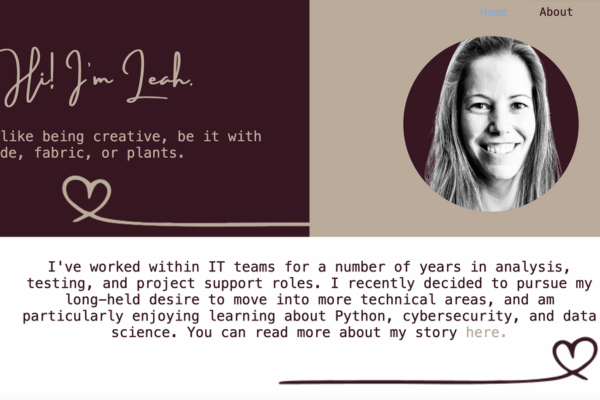 Home About
Hi! I'm Leah.
like being creative, be it with
de, fabric, or plants.
I've worked within IT teams for a number of years in analysis,
testing, and project support roles. I recently decided to pursue my
long-held desire to move into more technical areas, and am
particularly enjoying learning about Python, cybersecurity, and data
science. You can read more about my story here.